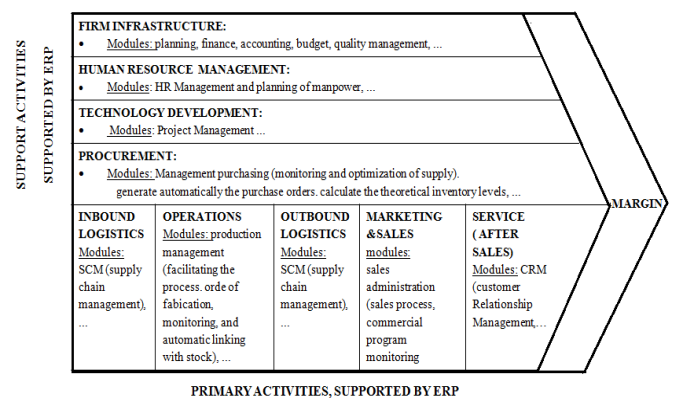 SUPPORT ACTIVITIES
SUPPORTED BY ERP
FIRM INFRASTRUCTURE:
• Modules: planning, finance, accounting, budget, quality management, ...
HUMAN RESOURCE MANAGEMENT:
• Modules: HR Management and planning of manpower, ...
TECHNOLOGY DEVELOPMENT:
• Modules: Project Management ...
PROCUREMENT:
• Modules: Management purchasing (monitoring and optimization of supply).
generate automatically the purchase orders. calculate the theoretical inventory levels, ...
INBOUND
LOGISTICS
Modules:
SCM (supply
chain
management),
...
OPERATIONS
Modules: production
management
(facilitating the
process. orde of
fabication,
monitoring, and
automatic linking
with stock), ...
OUTBOUND
LOGISTICS
Modules:
SCM (supply
chain
management),
...
MARKETING
&SALES
modules:
sales
administration
(sales process,
commercial
program
monitoring
SERVICE
( AFTER
SALES)
Modules: CRM
(customer
Relationship
Management,...
MARGIN
PRIMARY ACTIVITIES, SUPPORTED BY ERP